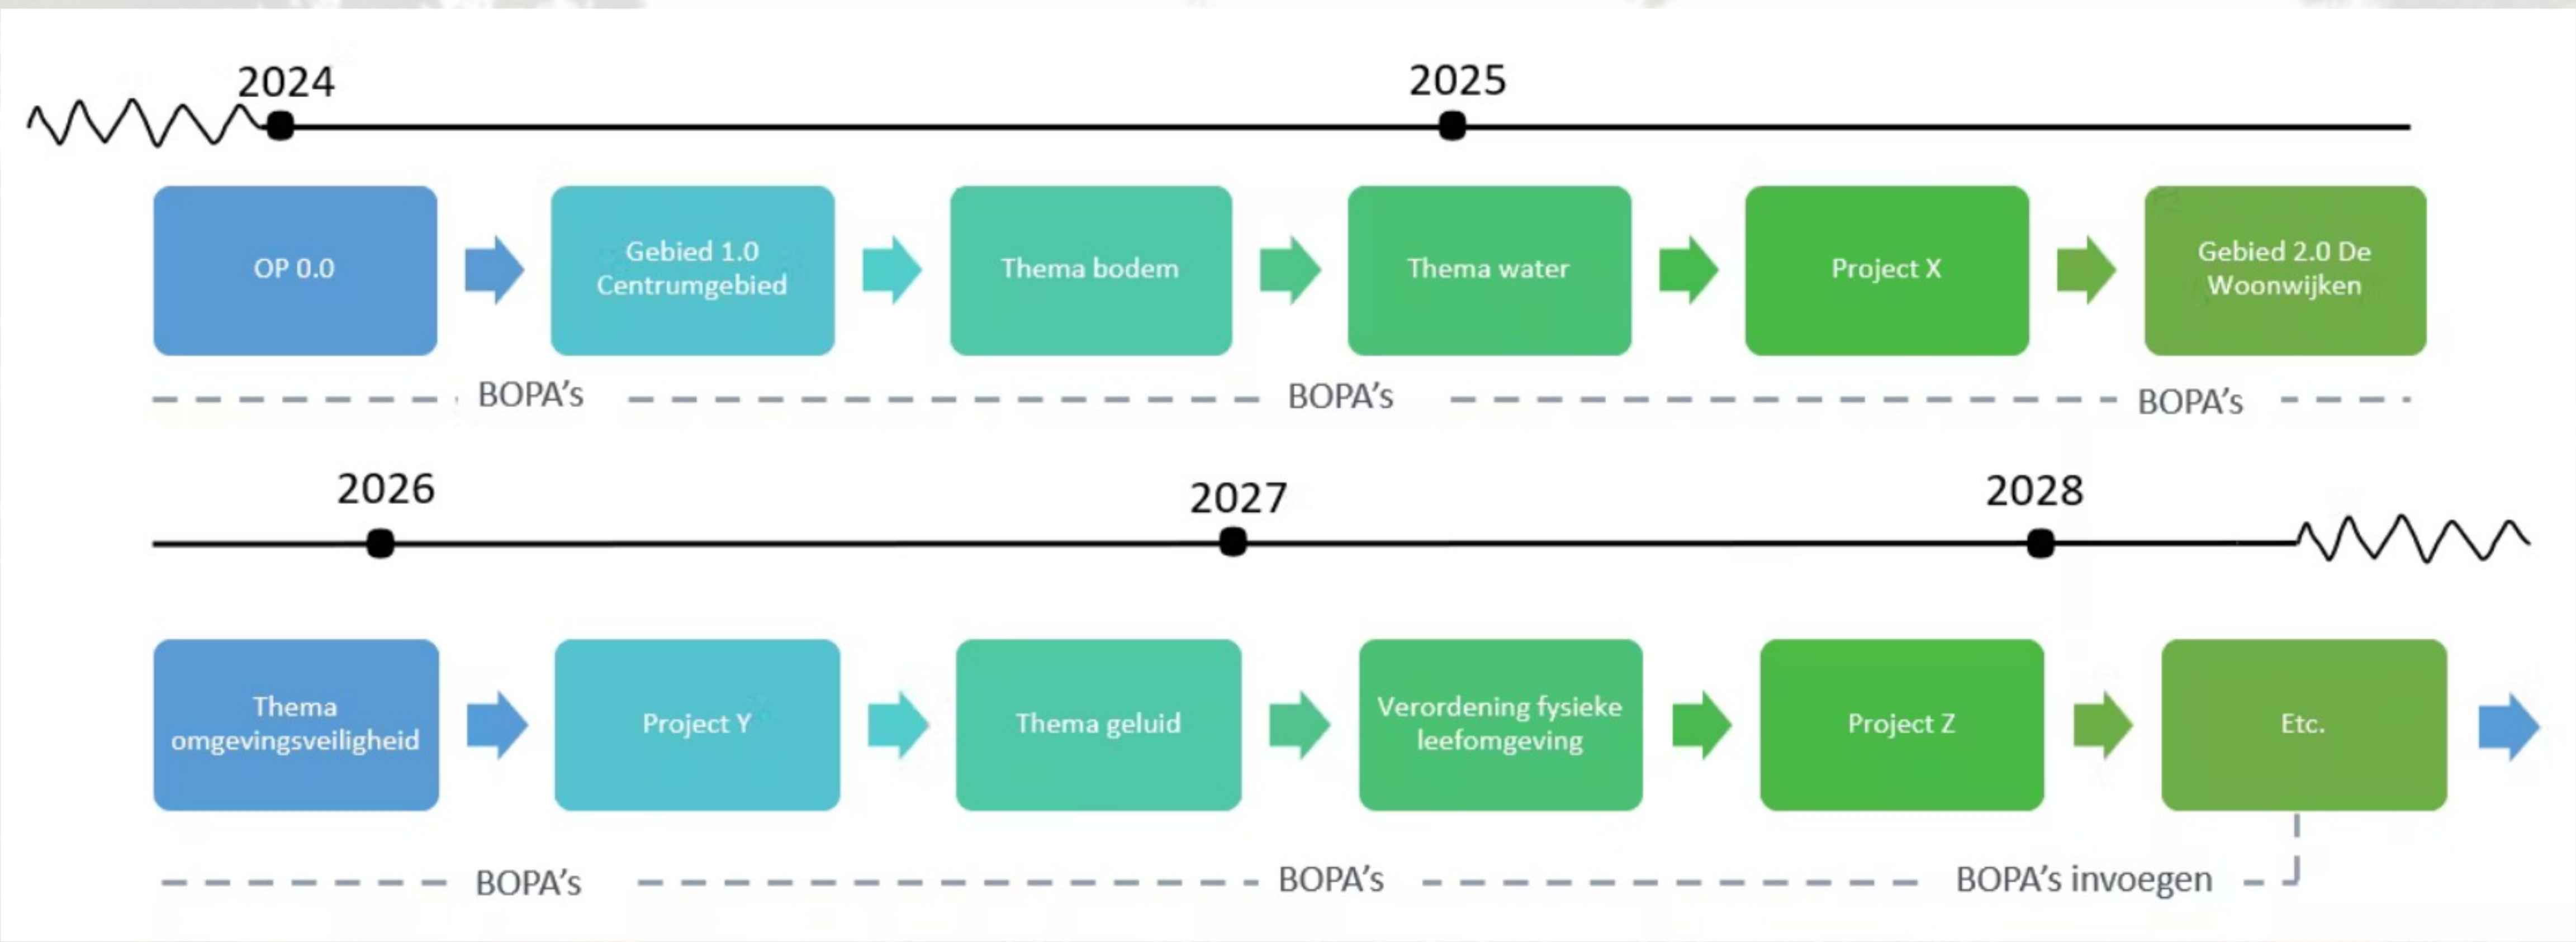 2024
2025
OP 0.0
Gebied 1.0
Centrumgebied
Thema bodem
Thema water
Project X
Gebied 2.0 De
Woonwijken
BOPA's
BOPA's
BOPA's
2026
2027
2028
Thema
omgevingsveiligheid
Project Y
Thema geluid
Verordening fysieke
leefomgeving
Project Z
Etc.
BOPA's
BOPA's
BOPA's invoegen